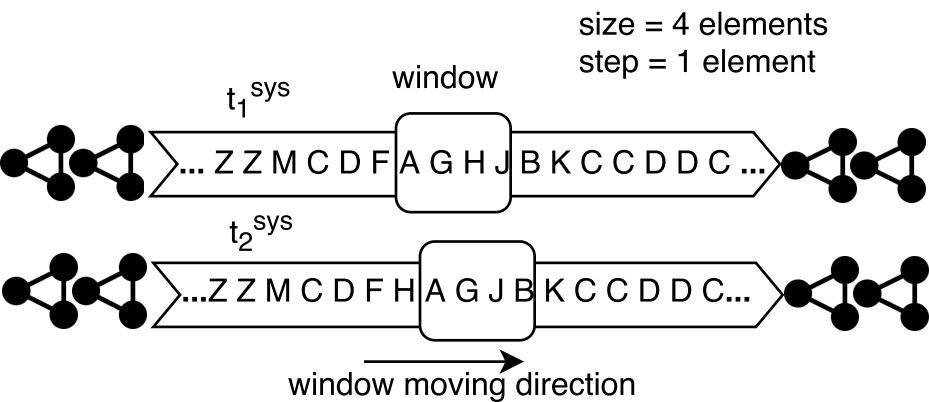 size = 4 elements
step = 1 element
window
t₁ˢʸˢ
... Z Z M C D F A G H J B K C C D D C ...
t₂ˢʸˢ
...Z Z M C D F H A G J B K C C D D C...
window moving direction